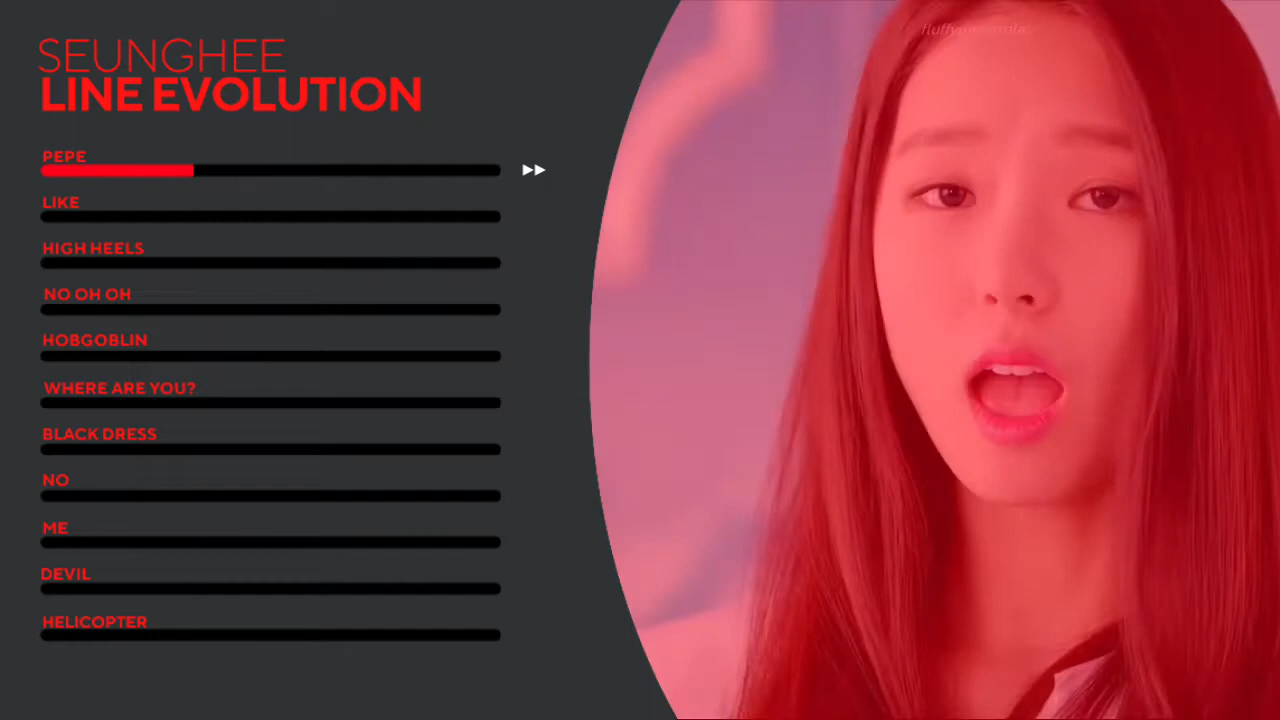 SEUNGHEE
LINE EVOLUTION
PEPE
LIKE
HIGH HEELS
NO OH OH
HOBGOBLIN
WHERE ARE YOU?
BLACK DRESS
NO
ME
DEVIL
HELICOPTER